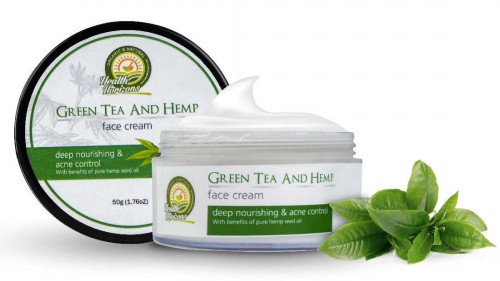 ORGANIC & NATURAL
Health
Horizons
GREEN TEA AND HEMP
face cream
deep nourishing &
acne control
With benefits of pure hemp seed oil
50g (1.76oZ)
Health
Horizons
GREEN TEA AND HEMP
face cream
deep nourishing & acne control
With benefits of pure hemp seed oil